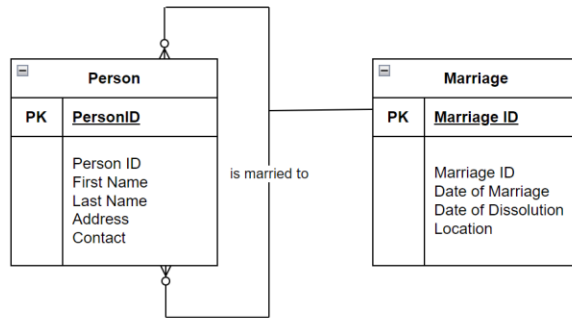 Person
PK PersonID
Person ID
First Name
Last Name
Address
Contact
is married to
Marriage
PK Marriage ID
Marriage ID
Date of Marriage
Date of Dissolution
Location